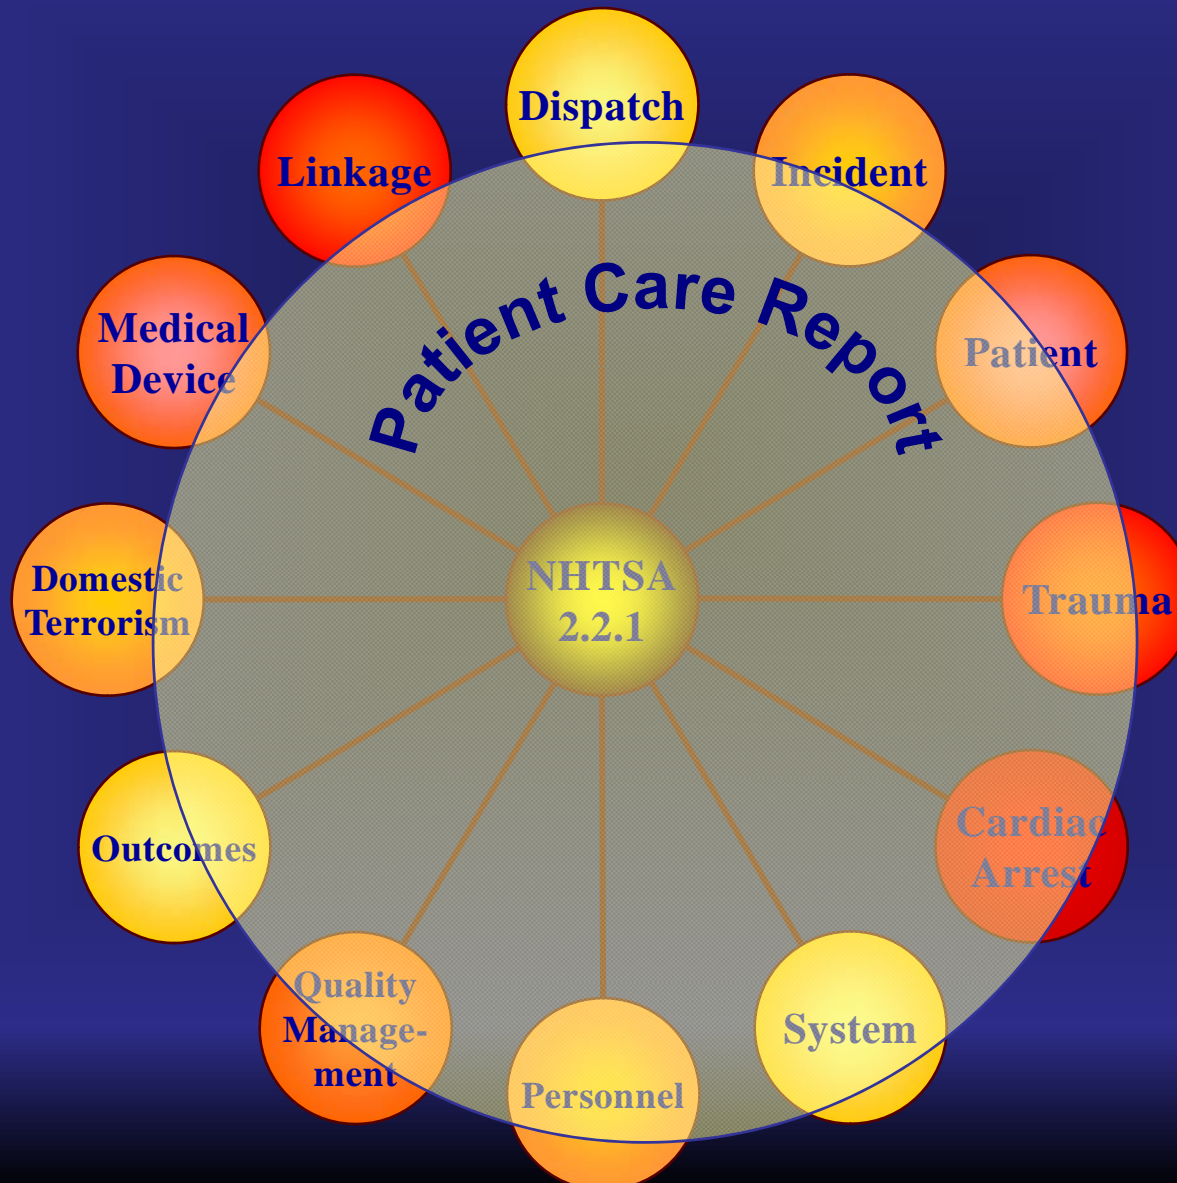 Dispatch
Linkage
Incident
Patient Care Report
Medical
Device
Patient
Domestic
Terrorism
NHTSA
2.2.1
Trauma
Outcomes
Cardiac
Arrest
Quality
Manage-
ment
System
Personnel